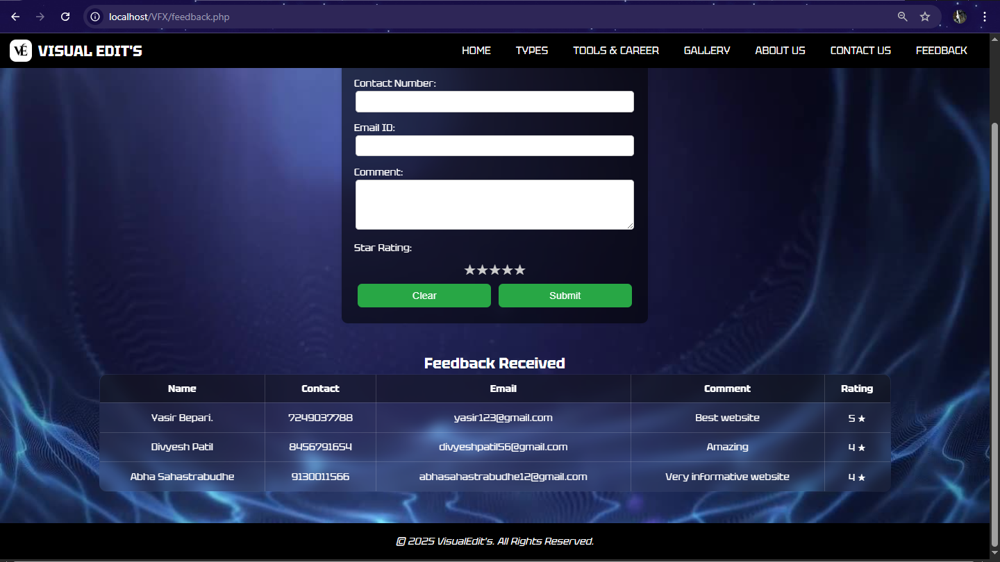 localhost/VFX/feedback.php
VE VISUAL EDIT'S HOME TYPES TOOLS & CAREER GALLERY ABOUT US CONTACT US FEEDBACK
Contact Number:
Email ID:
Comment:
Star Rating:
★★★★★
Clear Submit
Feedback Received
Name Contact Email Comment Rating
Yasir Bepari. 7249037788 yasir123@gmail.com Best website 5 ★
Divyesh Patil 8456791654 divyeshpatil56@gmail.com Amazing 4 ★
Abha Sahastrabudhe 9130011566 abhasahastrabudhe12@gmail.com Very informative website 4 ★
© 2025 VisualEdit's. All Rights Reserved.